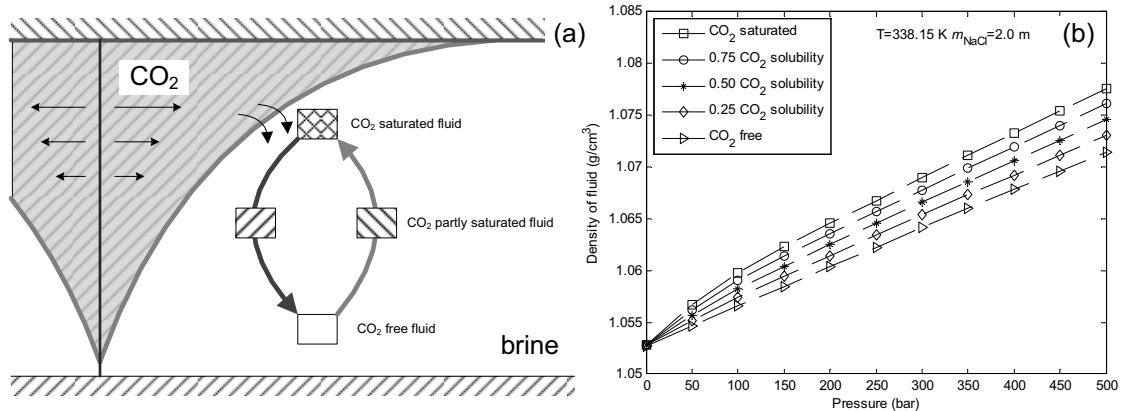 (a)
CO2
CO2 saturated fluid
CO2 partly saturated fluid
CO2 free fluid
brine
(b)
T=338.15 K mNaCl=2.0 m
CO2 saturated
0.75 CO2 solubility
0.50 CO2 solubility
0.25 CO2 solubility
CO2 free
Density of fluid (g/cm3)
1.085
1.08
1.075
1.07
1.065
1.06
1.055
1.05
0 50 100 150 200 250 300 350 400 450 500
Pressure (bar)